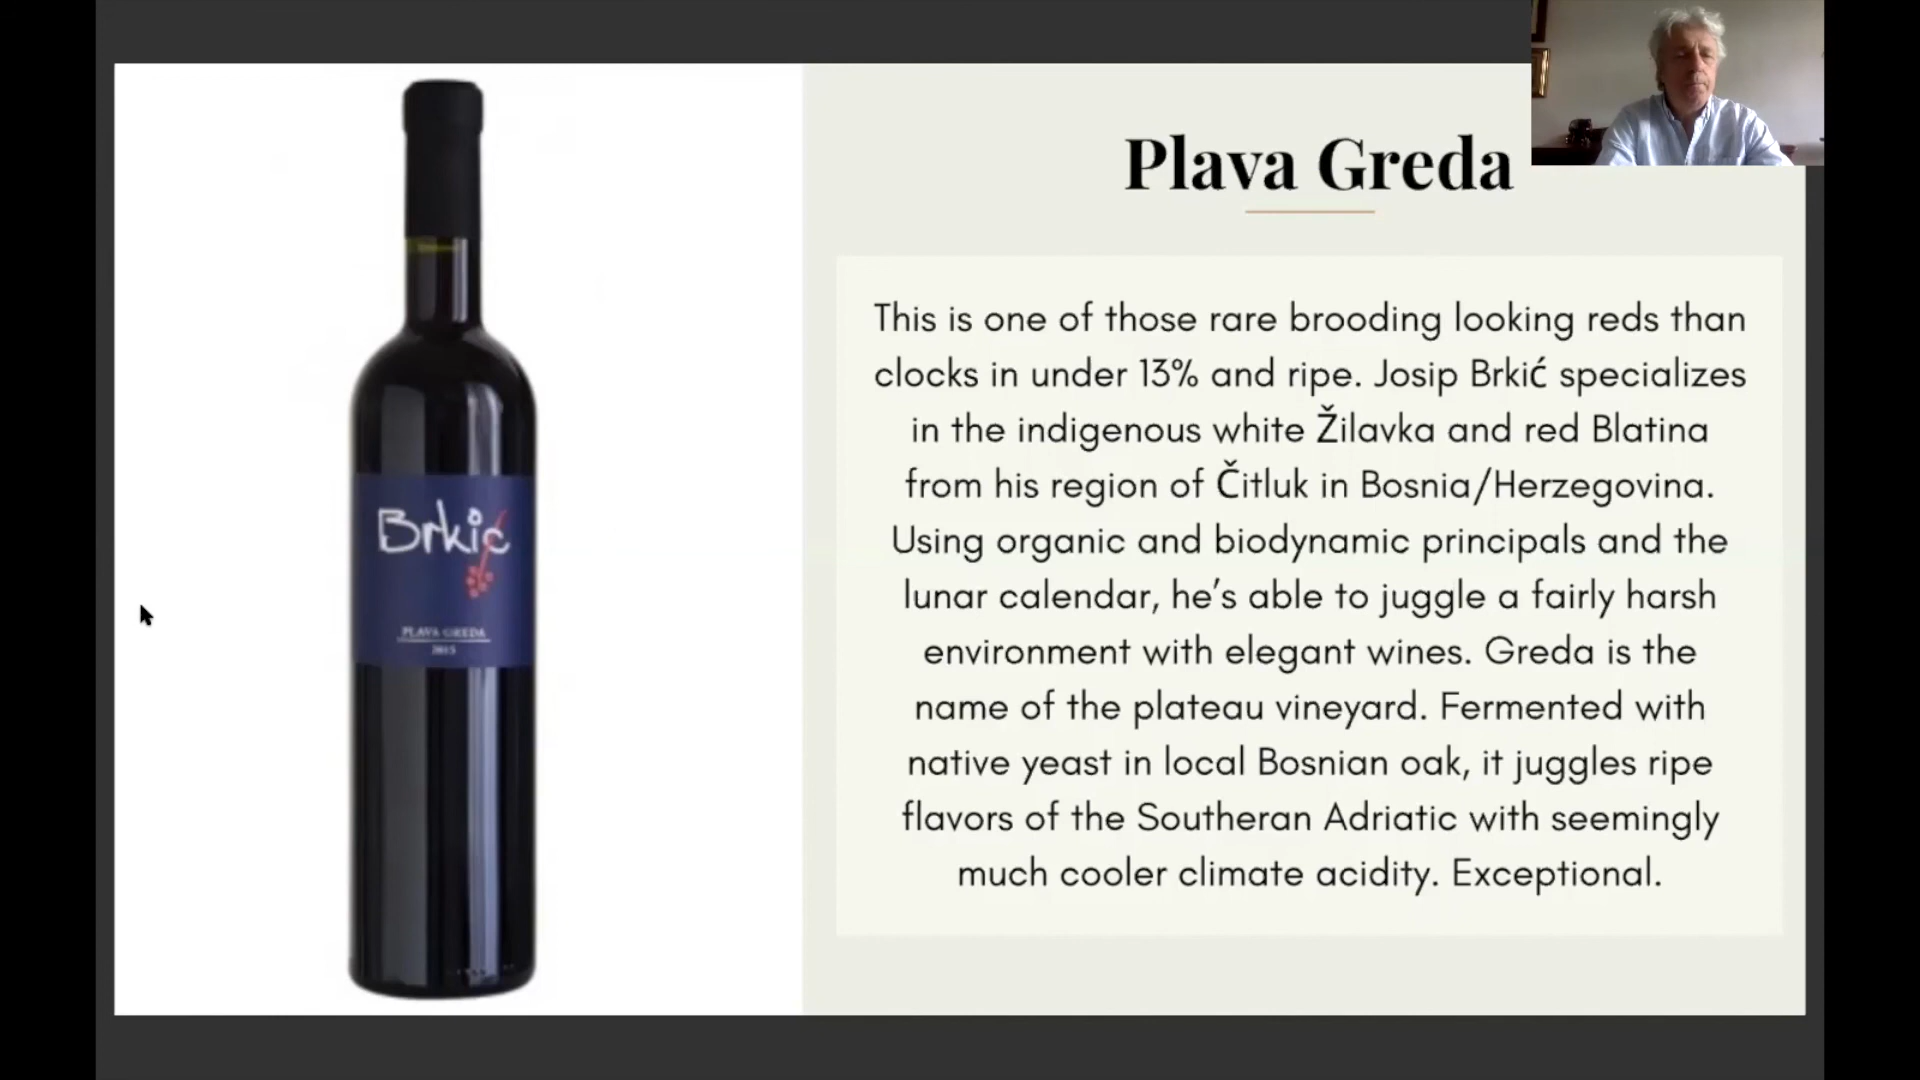 Plava Greda
This is one of those rare brooding looking reds than
clocks in under 13% and ripe. Josip Brkić specializes
in the indigenous white Žilavka and red Blatina
from his region of Čitluk in Bosnia/Herzegovina.
Using organic and biodynamic principals and the
lunar calendar, he’s able to juggle a fairly harsh
environment with elegant wines. Greda is the
name of the plateau vineyard. Fermented with
native yeast in local Bosnian oak, it juggles ripe
flavors of the Southeran Adriatic with seemingly
much cooler climate acidity. Exceptional.
Brkić
PLAVA GREDA
2015